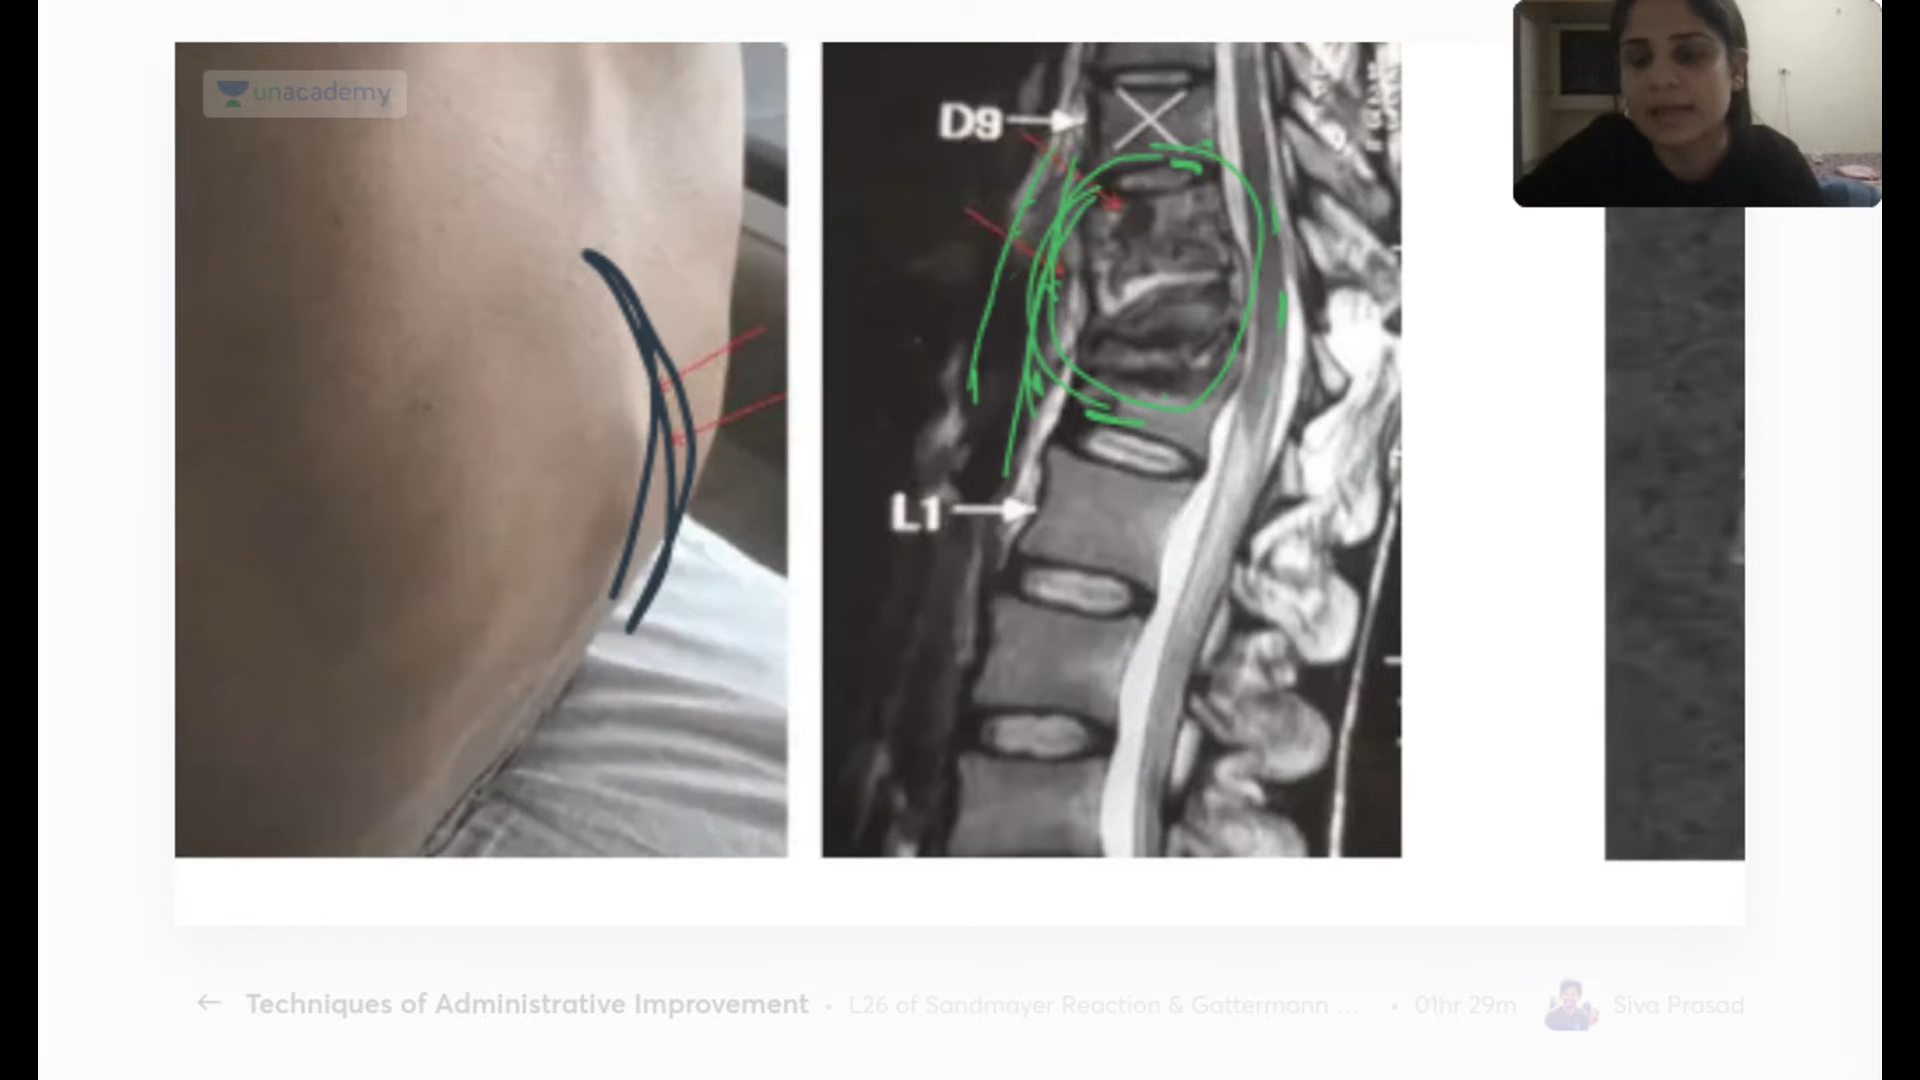 unacademy
D9
L1
← Techniques of Administrative Improvement • L26 of Sandmayer Reaction & Gattermann ... • 01hr 29m Siva Prasad